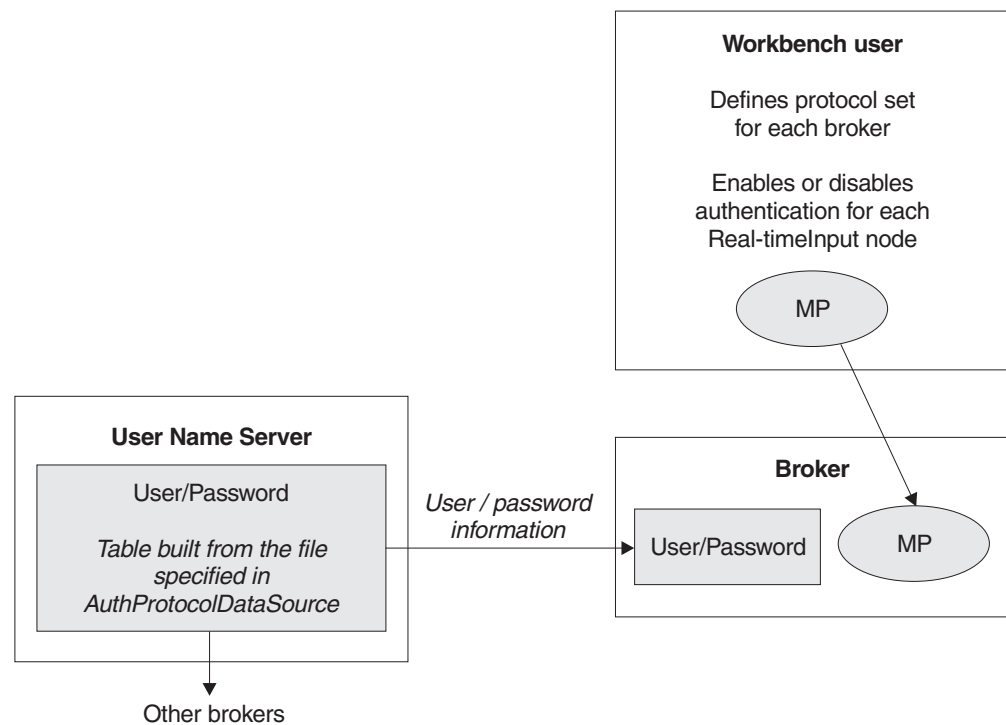 Workbench user
Defines protocol set
for each broker
Enables or disables
authentication for each
Real-timeInput node
MP
User Name Server
User/Password
Table built from the file
specified in
AuthProtocolDataSource
User / password
information
Broker
User/Password
MP
Other brokers